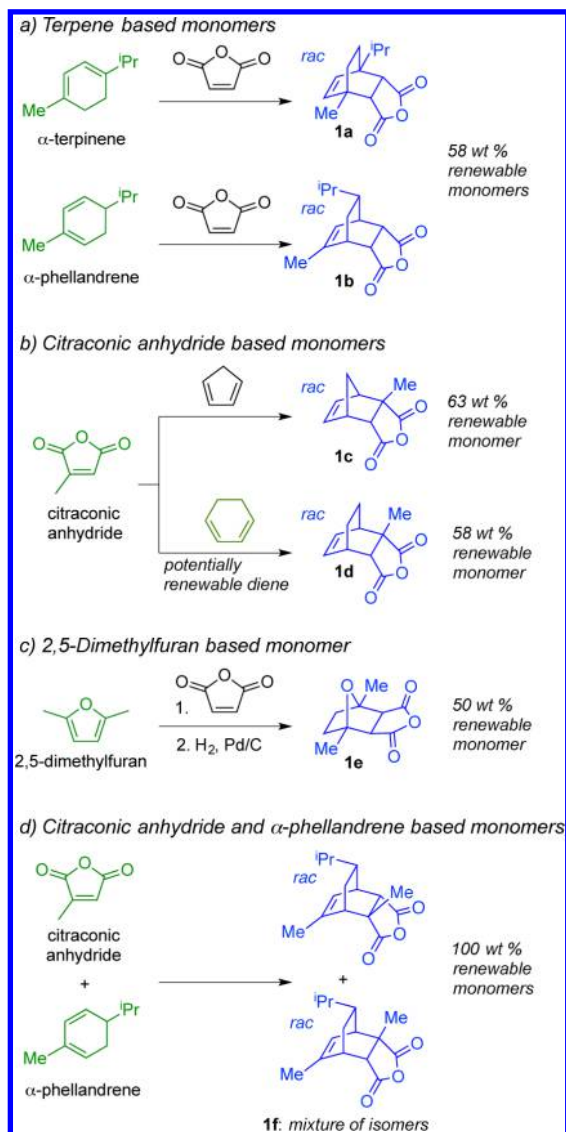 a) Terpene based monomers
iPr
O O O
rac
iPr
Me
Me
O
O
O
α-terpinene
1a
58 wt %
renewable
monomers
iPr
O O O
iPr
rac
Me
Me
O
O
O
α-phellandrene
1b
b) Citraconic anhydride based monomers
rac
Me
O
O
O
1c
63 wt %
renewable
monomer
O O O
citraconic
anhydride
potentially
renewable diene
rac
Me
O
O
O
1d
58 wt %
renewable
monomer
c) 2,5-Dimethylfuran based monomer
O
O O O
1.
2. H2, Pd/C
2,5-dimethylfuran
O
Me
Me
O
O
O
1e
50 wt %
renewable
monomer
d) Citraconic anhydride and α-phellandrene based monomers
O O O
citraconic
anhydride
+
iPr
Me
α-phellandrene
iPr
rac
Me
Me
O
O
O
+
iPr
rac
Me
Me
O
O
O
100 wt %
renewable
monomers
1f: mixture of isomers